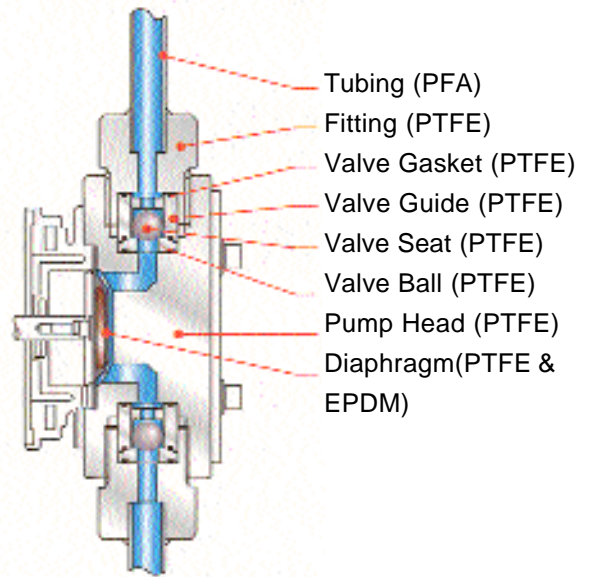 Tubing (PFA)
Fitting (PTFE)
Valve Gasket (PTFE)
Valve Guide (PTFE)
Valve Seat (PTFE)
Valve Ball (PTFE)
Pump Head (PTFE)
Diaphragm(PTFE &
EPDM)